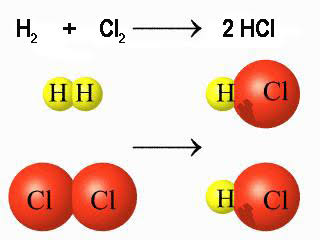 H₂ + Cl₂ ⟶ 2 HCl
H H ⟶ H Cl
Cl Cl H Cl